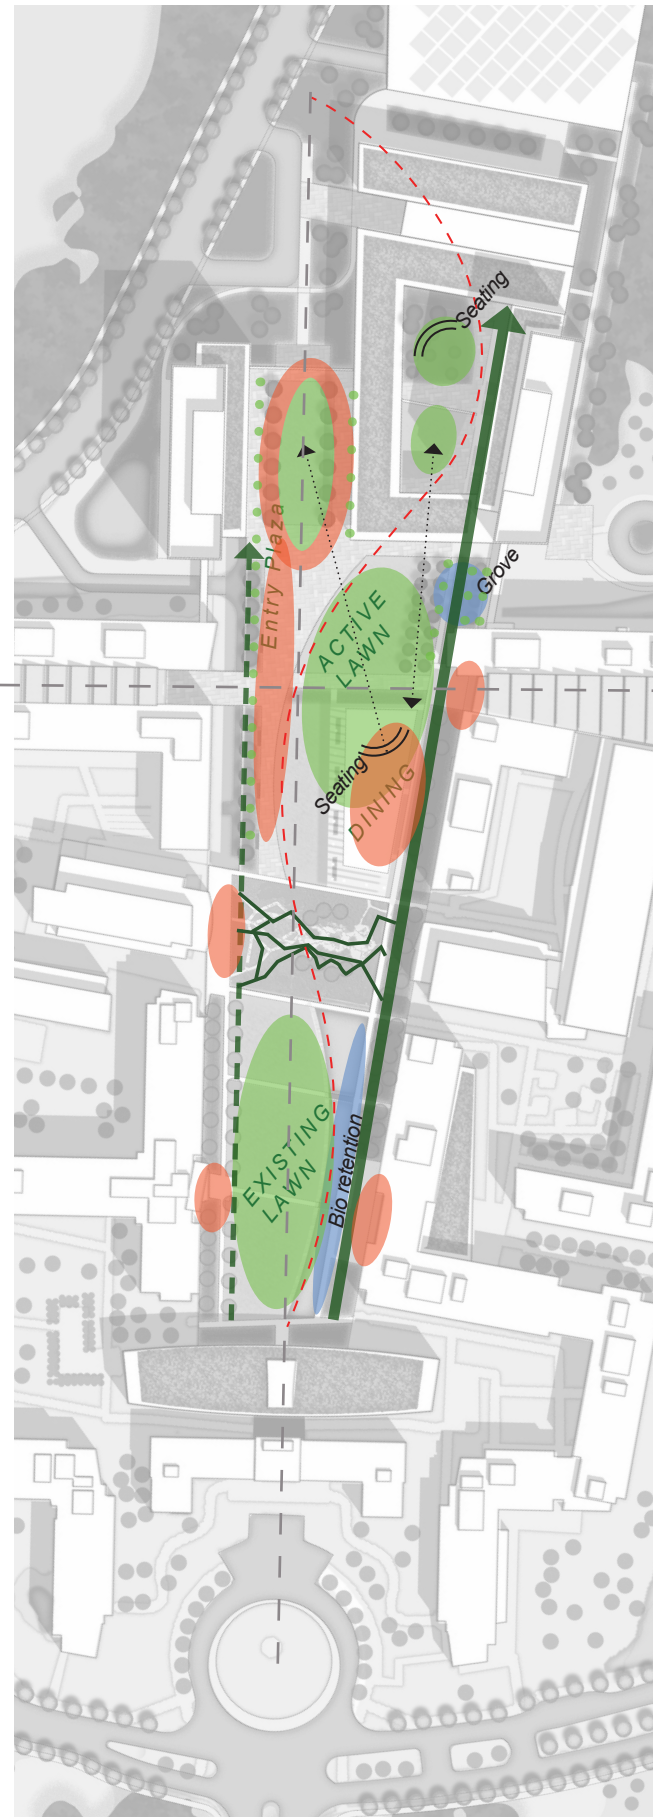 Seating
Entry Plaza
Grove
ACTIVE
LAWN
Seating
DINING
EXISTING
LAWN
Bio retention